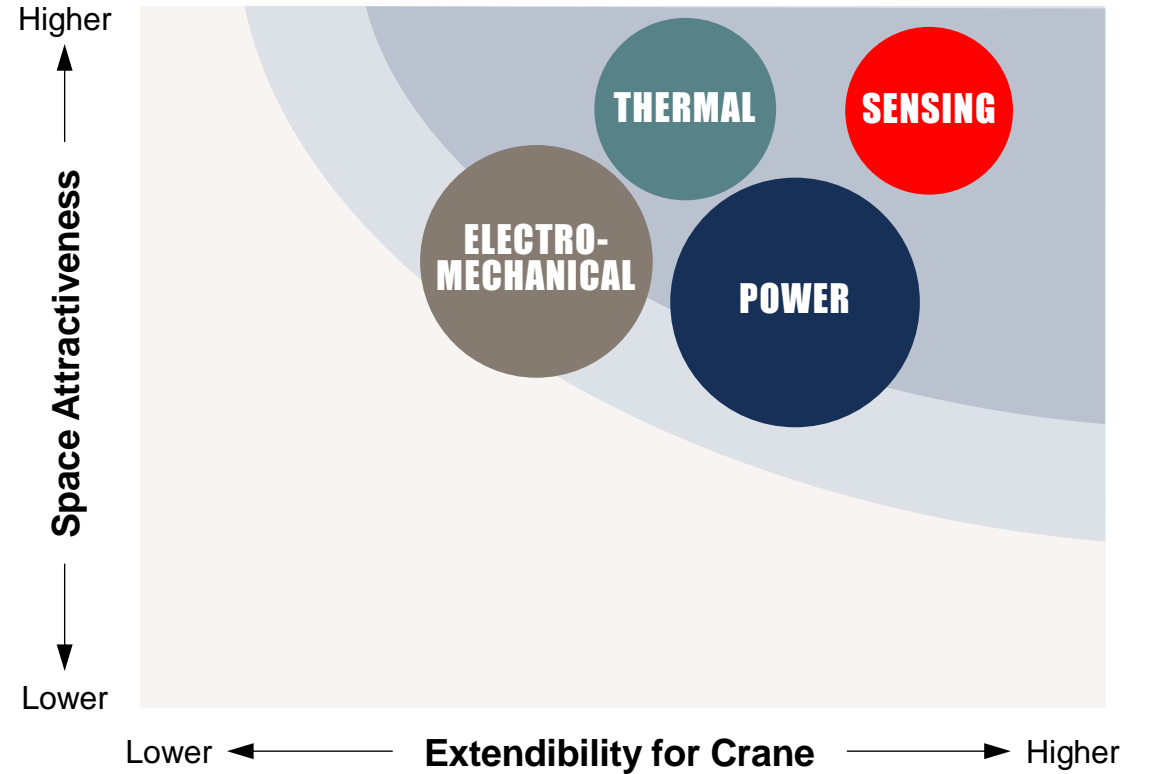 Higher
Space Attractiveness
Lower
THERMAL
SENSING
ELECTRO-
MECHANICAL
POWER
Lower
Extendibility for Crane
Higher